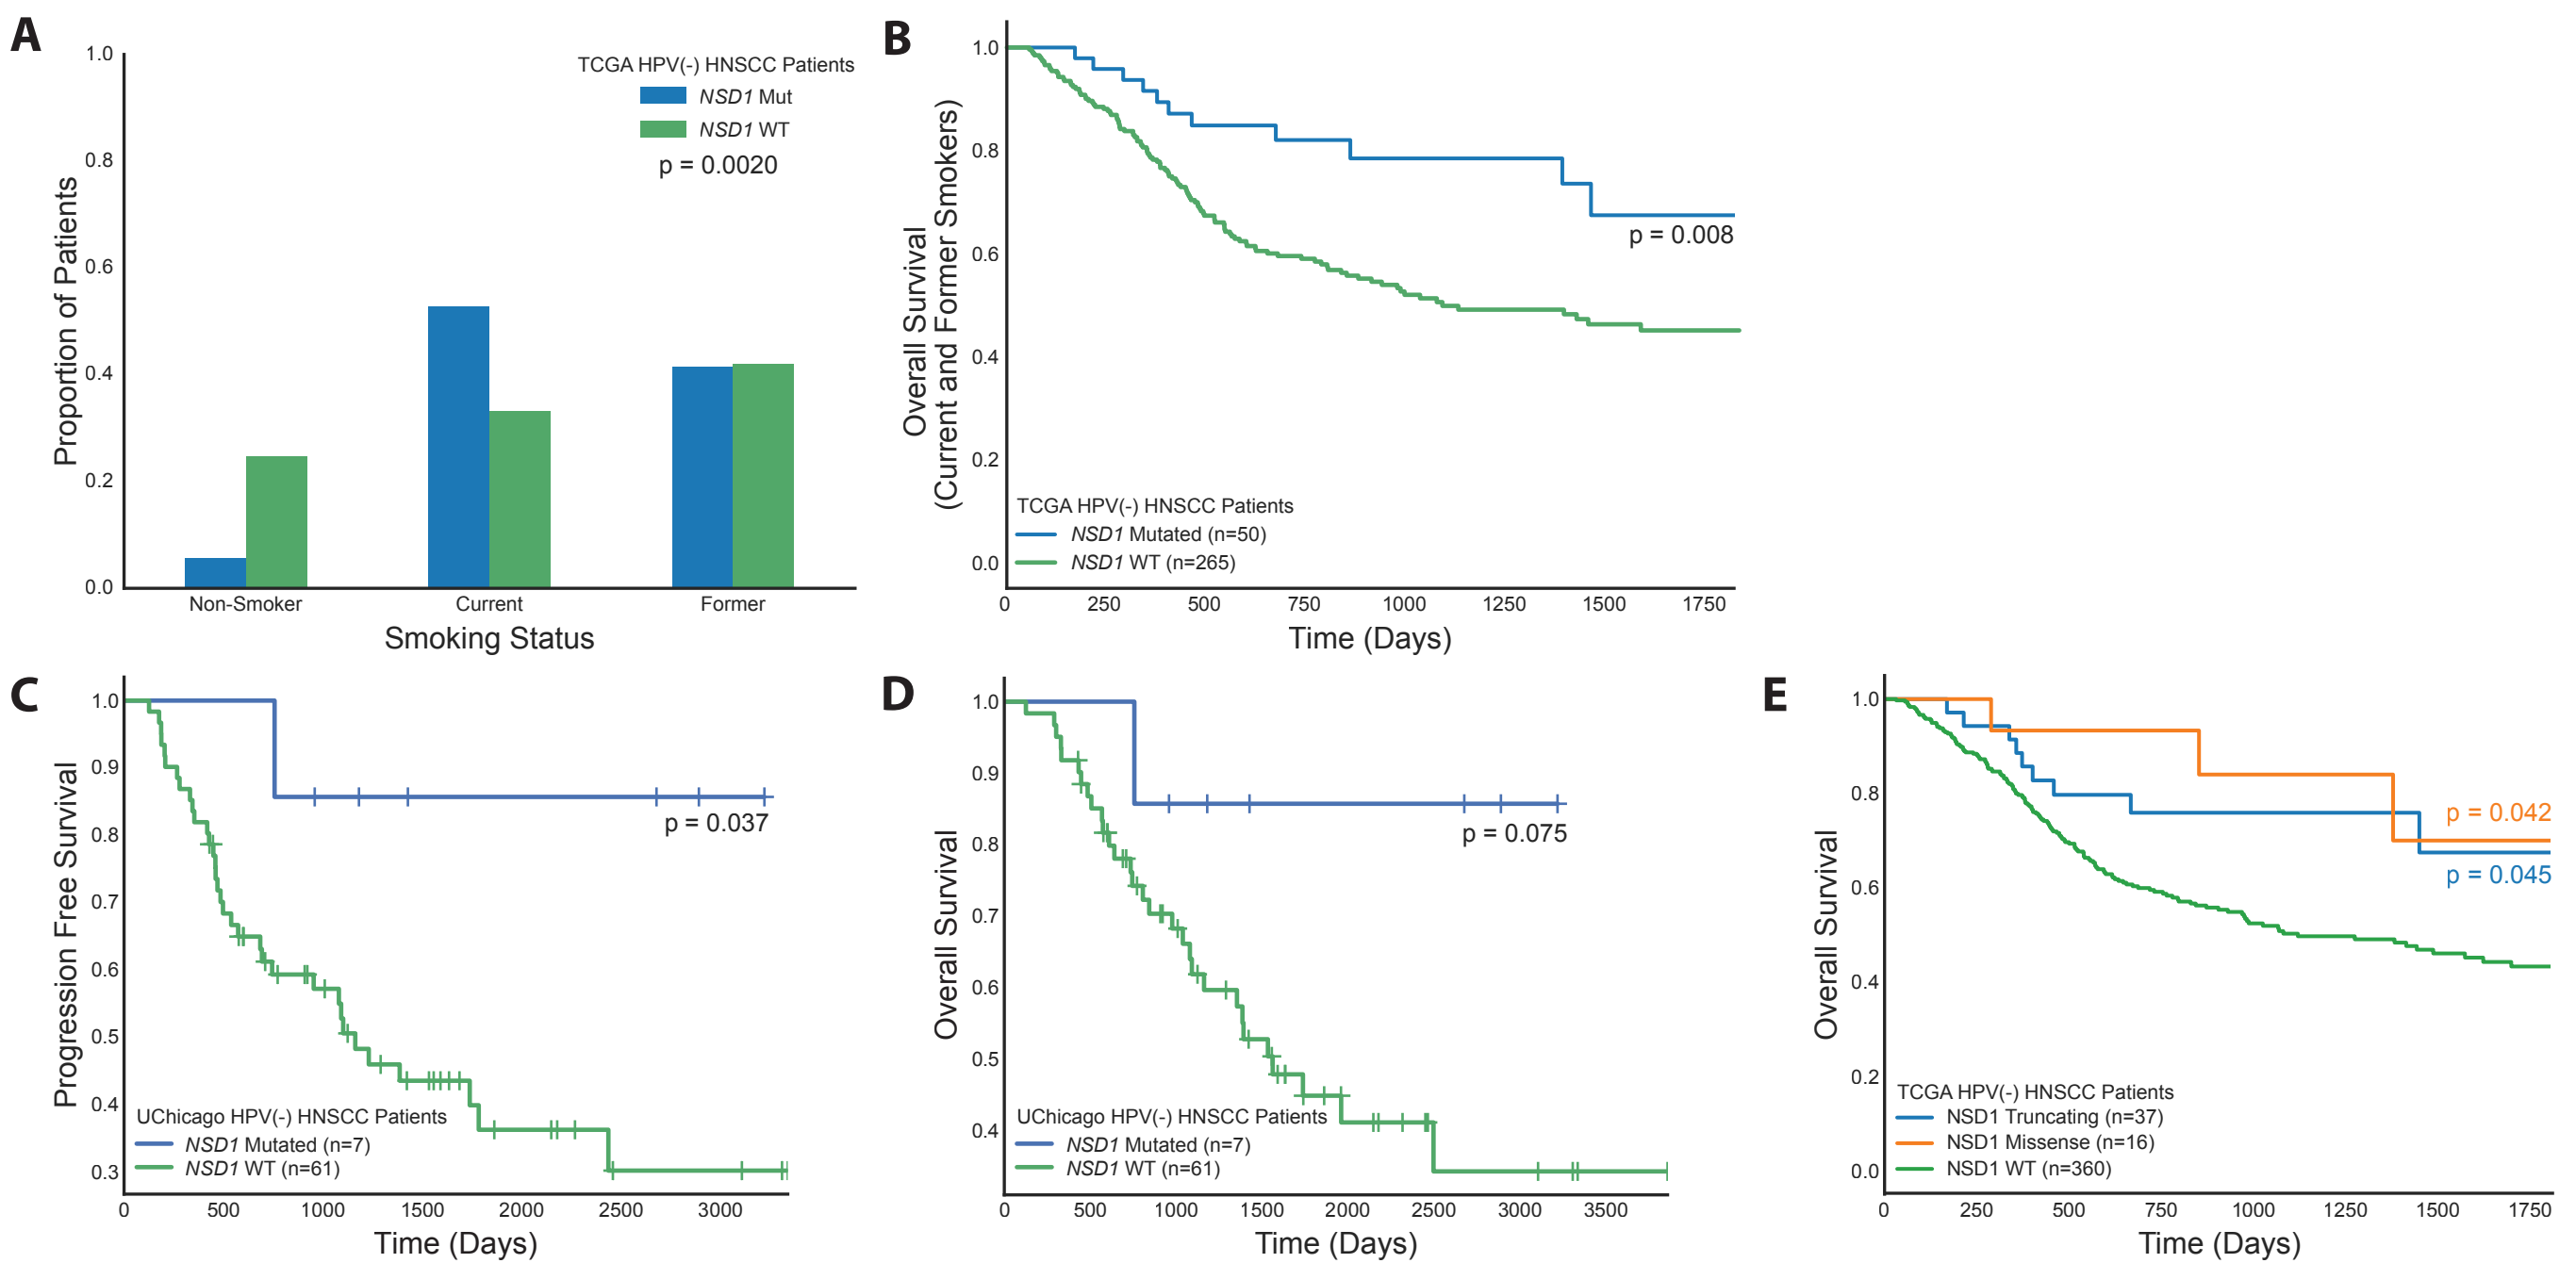 A
TCGA HPV(-) HNSCC Patients
NSD1 Mut
NSD1 WT
p = 0.0020
Proportion of Patients
1.0
0.8
0.6
0.4
0.2
0.0
Non-Smoker
Current
Former
Smoking Status
B
Overall Survival
(Current and Former Smokers)
1.0
0.8
0.6
0.4
0.2
0.0
p = 0.008
TCGA HPV(-) HNSCC Patients
NSD1 Mutated (n=50)
NSD1 WT (n=265)
0
250
500
750
1000
1250
1500
1750
Time (Days)
C
Progression Free Survival
1.0
0.9
0.8
0.7
0.6
0.5
0.4
0.3
p = 0.037
UChicago HPV(-) HNSCC Patients
NSD1 Mutated (n=7)
NSD1 WT (n=61)
0
500
1000
1500
2000
2500
3000
Time (Days)
D
Overall Survival
1.0
0.9
0.8
0.7
0.6
0.5
0.4
p = 0.075
UChicago HPV(-) HNSCC Patients
NSD1 Mutated (n=7)
NSD1 WT (n=61)
0
500
1000
1500
2000
2500
3000
3500
Time (Days)
E
Overall Survival
1.0
0.8
0.6
0.4
0.2
0.0
p = 0.042
p = 0.045
TCGA HPV(-) HNSCC Patients
NSD1 Truncating (n=37)
NSD1 Missense (n=16)
NSD1 WT (n=360)
0
250
500
750
1000
1250
1500
1750
Time (Days)